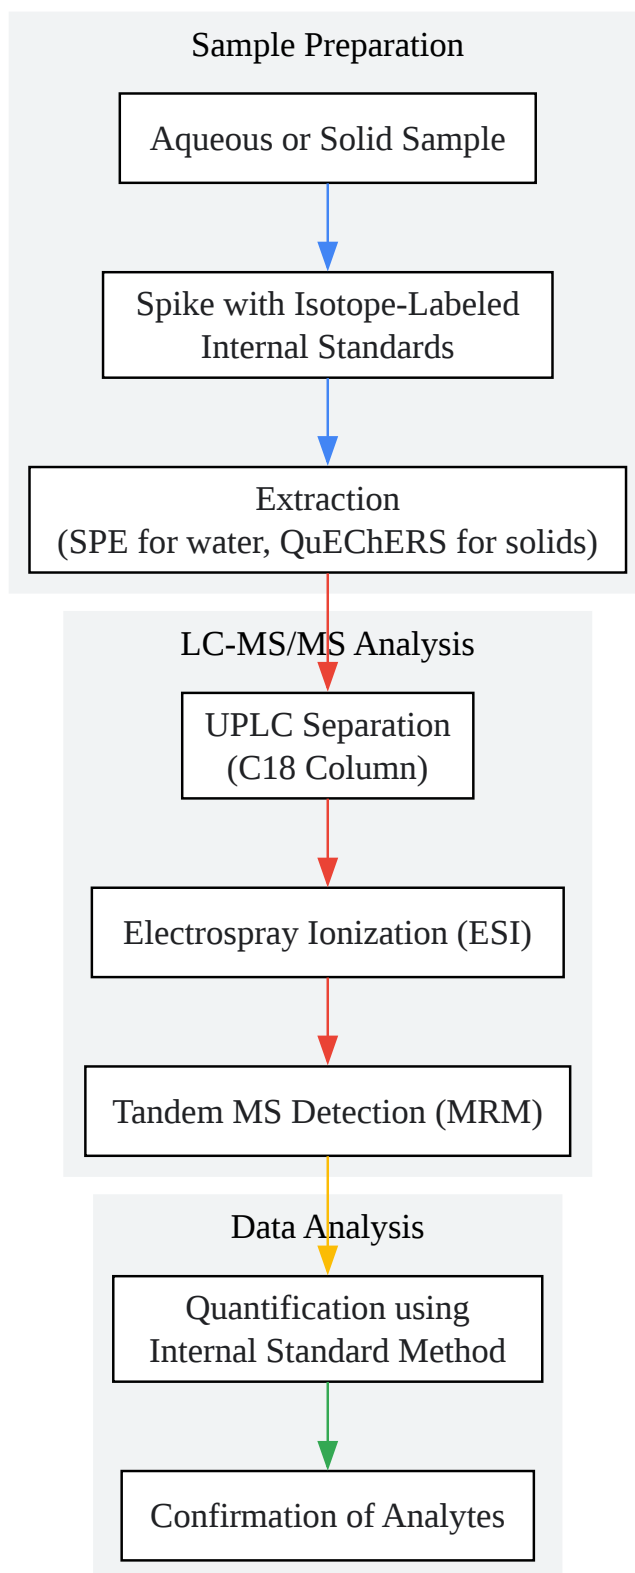 Sample Preparation
Aqueous or Solid Sample
Spike with Isotope-Labeled
Internal Standards
Extraction
(SPE for water, QuEChERS for solids)
LC-MS/MS Analysis
UPLC Separation
(C18 Column)
Electrospray Ionization (ESI)
Tandem MS Detection (MRM)
Data Analysis
Quantification using
Internal Standard Method
Confirmation of Analytes